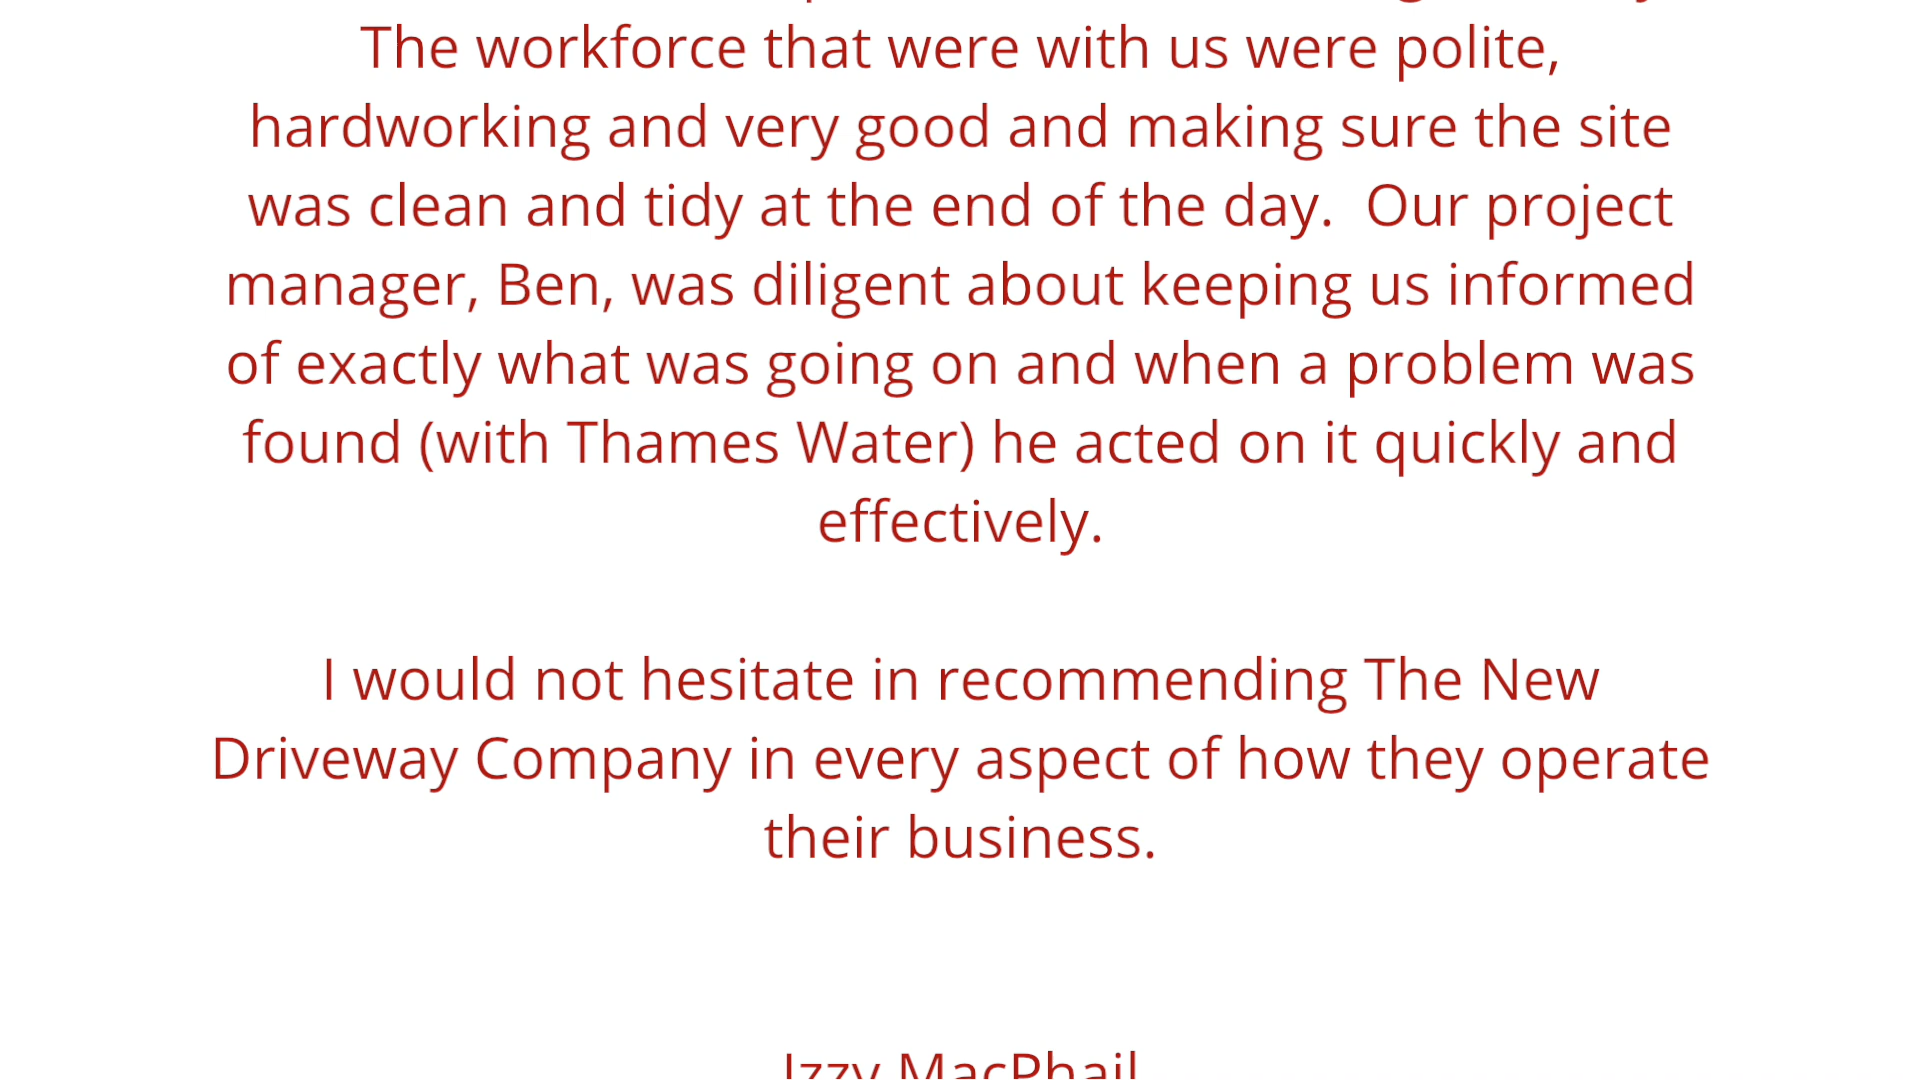 The workforce that were with us were polite,
hardworking and very good and making sure the site
was clean and tidy at the end of the day.  Our project
manager, Ben, was diligent about keeping us informed
of exactly what was going on and when a problem was
found (with Thames Water) he acted on it quickly and
effectively.
I would not hesitate in recommending The New
Driveway Company in every aspect of how they operate
their business.
Izzy MacPhail